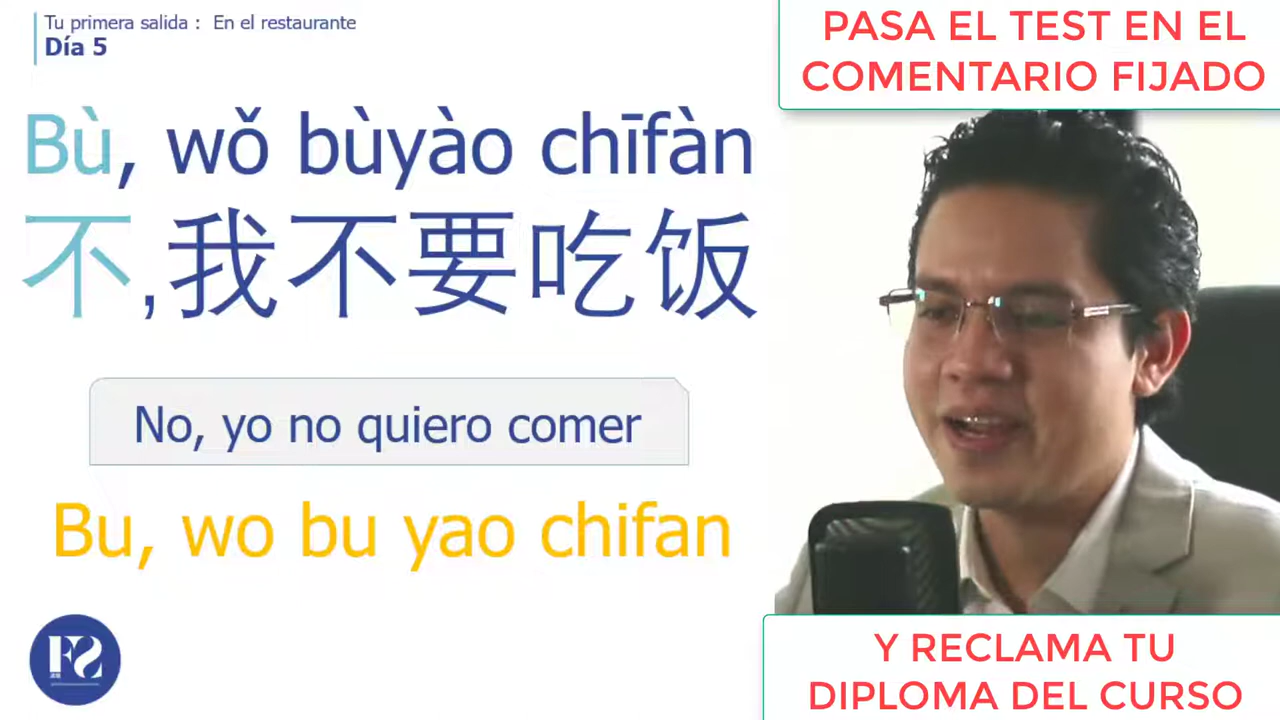 Tu primera salida : En el restaurante
Día 5
Bù, wǒ bùyào chīfàn
不,我不要吃饭
No, yo no quiero comer
Bu, wo bu yao chifan
PASA EL TEST EN EL
COMENTARIO FIJADO
Y RECLAMA TU
DIPLOMA DEL CURSO